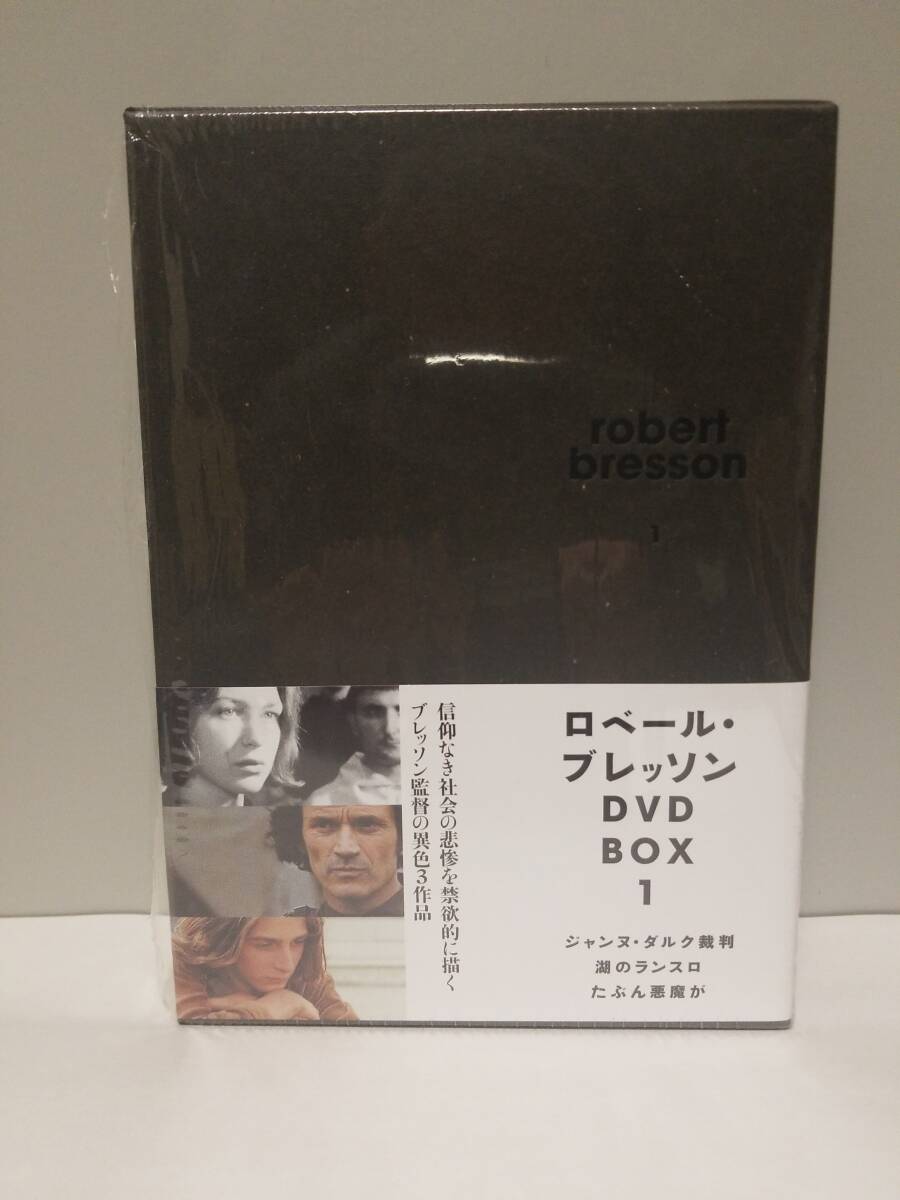 robert
bresson
1
信仰なき社会の悲惨を禁欲的に描く
ブレッソン監督の異色3作品
ロベール・
ブレッソン
DVD
BOX
1
ジャンヌ・ダルク裁判
湖のランスロ
たぶん悪魔が